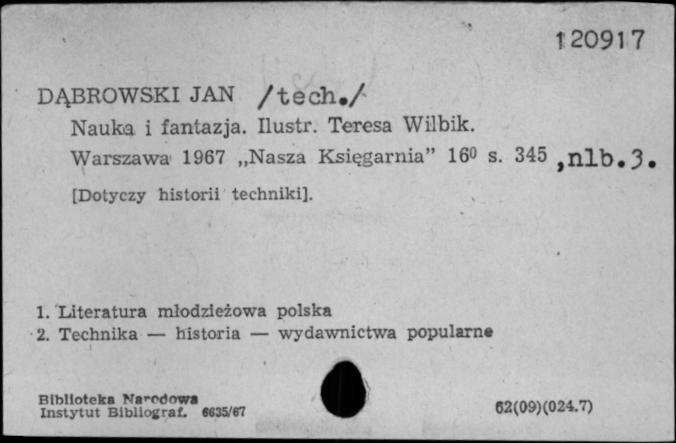 120917
DĄBROWSKI JAN /tech./
Nauka i fantazja. Ilustr. Teresa Wilbik.
Warszawa 1967 „Nasza Księgarnia” 16⁰ s. 345 ,nlb.3.
[Dotyczy historii techniki].
1. Literatura młodzieżowa polska
2. Technika — historia — wydawnictwa popularne
Biblioteka Narodowa
Instytut Bibliograf. 6635/67
62(09)(024.7)